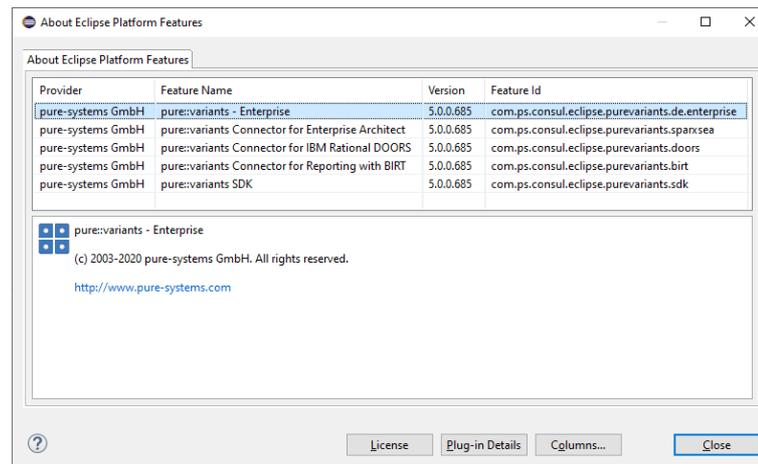 About Eclipse Platform Features
About Eclipse Platform Features
Provider Feature Name Version Feature Id
pure-systems GmbH pure::variants - Enterprise 5.0.0.685 com.ps.consul.eclipse.purevariants.de.enterprise
pure-systems GmbH pure::variants Connector for Enterprise Architect 5.0.0.685 com.ps.consul.eclipse.purevariants.sparxsea
pure-systems GmbH pure::variants Connector for IBM Rational DOORS 5.0.0.685 com.ps.consul.eclipse.purevariants.doors
pure-systems GmbH pure::variants Connector for Reporting with BIRT 5.0.0.685 com.ps.consul.eclipse.purevariants.birt
pure-systems GmbH pure::variants SDK 5.0.0.685 com.ps.consul.eclipse.purevariants.sdk
pure::variants - Enterprise
(c) 2003-2020 pure-systems GmbH. All rights reserved.
http://www.pure-systems.com
? License Plug-in Details Columns... Close